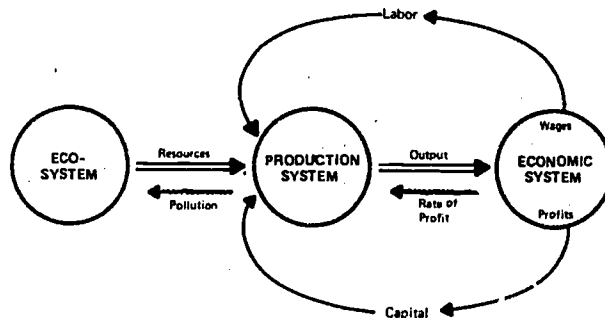 Labor
Wages
ECO-
SYSTEM
Resources
Pollution
PRODUCTION
SYSTEM
Output
Rate of
Profit
ECONOMIC
SYSTEM
Profits
Capital